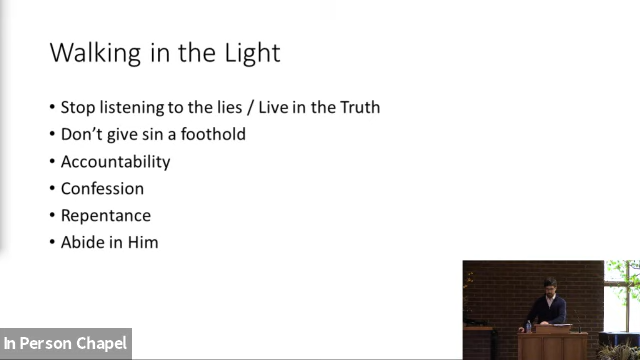 Walking in the Light
• Stop listening to the lies / Live in the Truth
• Don't give sin a foothold
• Accountability
• Confession
• Repentance
• Abide in Him
In Person Chapel